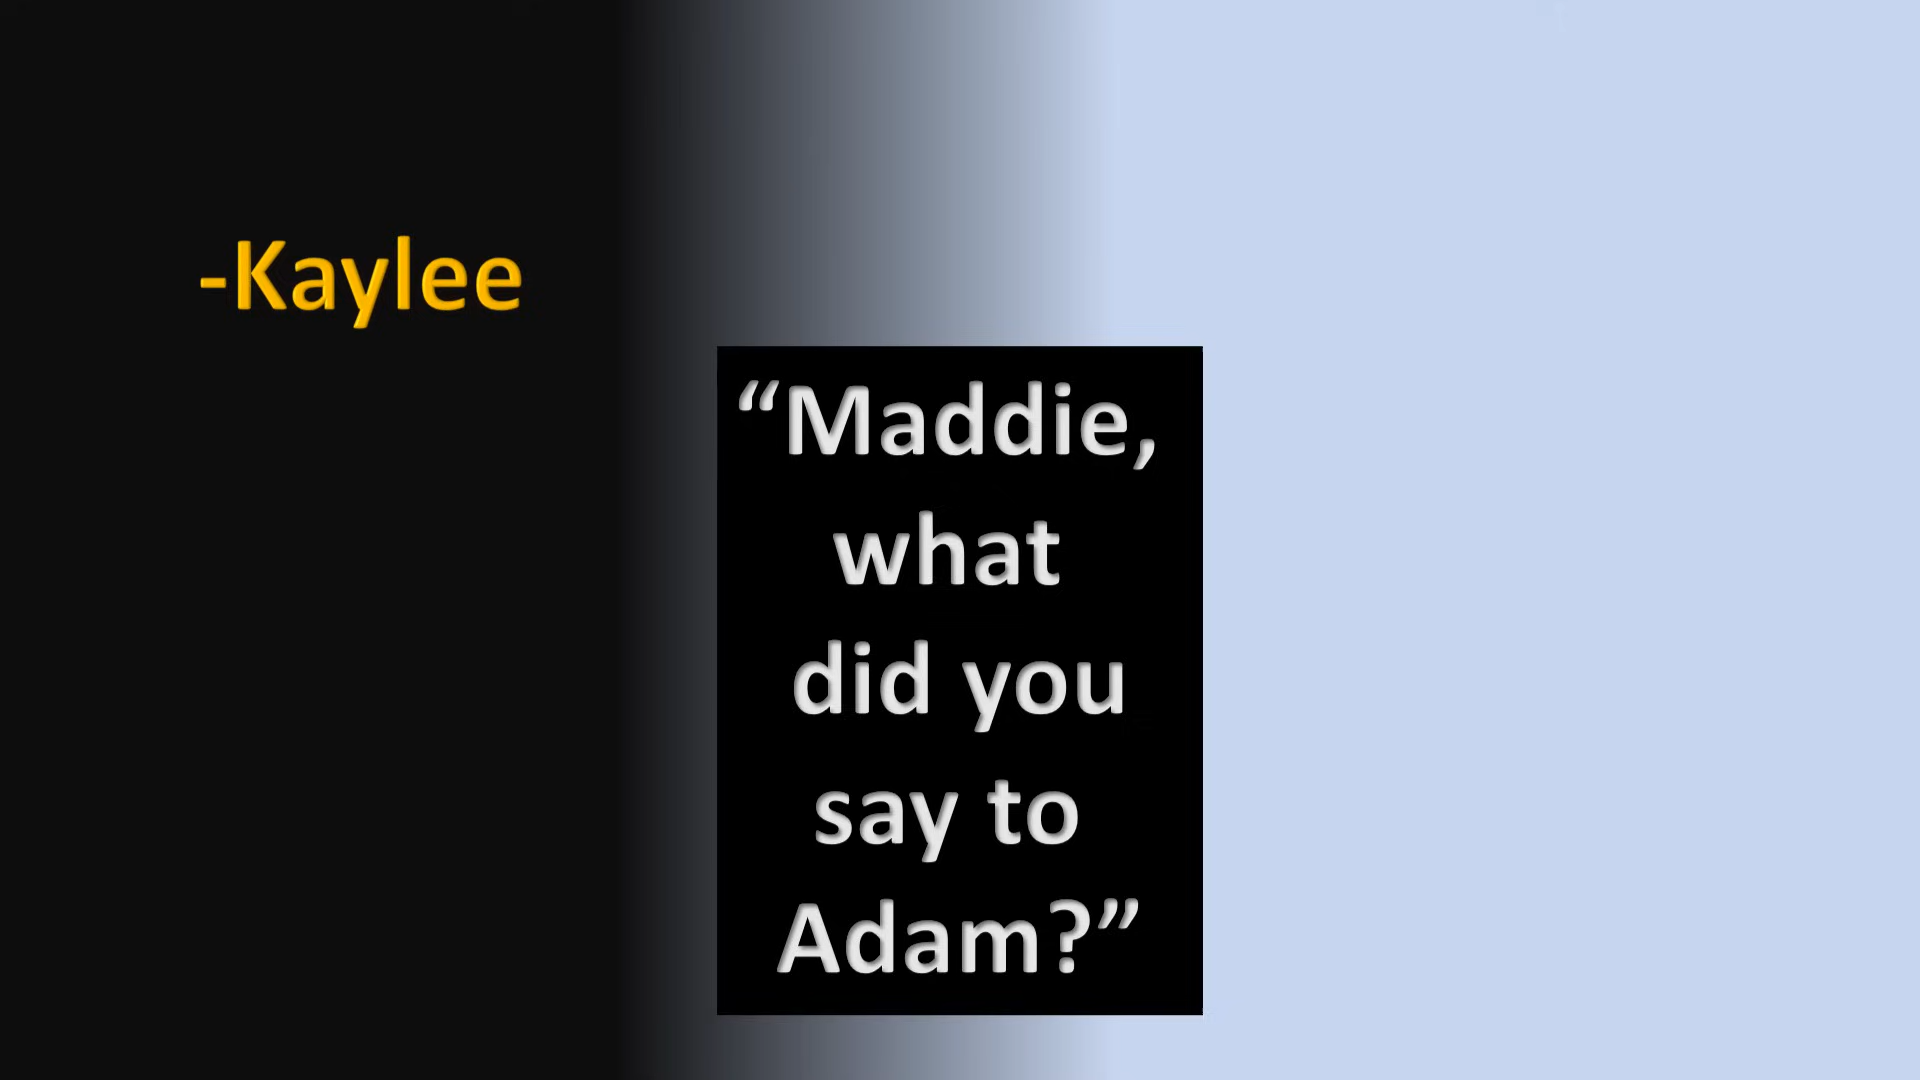 -Kaylee
“Maddie,
what
did you
say to
Adam?”